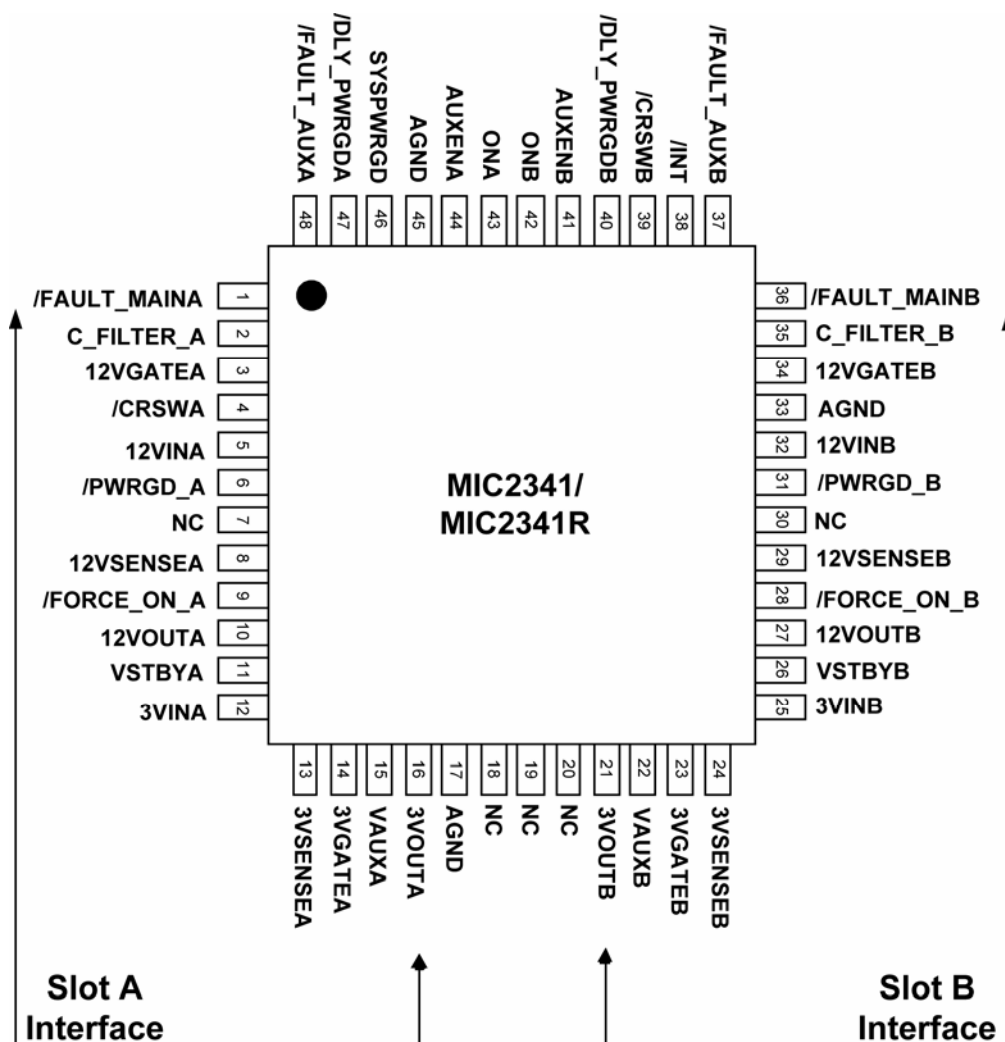 /FAULT_AUXA
/DLY_PWRGDA
SYSPWRGD
AGND
AUXENA
ONA
ONB
AUXENB
/DLY_PWRGDB
/CRSWB
/INT
/FAULT_AUXB
48
47
46
45
44
43
42
41
40
39
38
37
/FAULT_MAINA 1
C_FILTER_A 2
12VGATEA 3
/CRSWA 4
12VINA 5
/PWRGD_A 6
NC 7
12VSENSEA 8
/FORCE_ON_A 9
12VOUTA 10
VSTBYA 11
3VINA 12
MIC2341/
MIC2341R
36 /FAULT_MAINB
35 C_FILTER_B
34 12VGATEB
33 AGND
32 12VINB
31 /PWRGD_B
30 NC
29 12VSENSEB
28 /FORCE_ON_B
27 12VOUTB
26 VSTBYB
25 3VINB
13
14
15
16
17
18
19
20
21
22
23
24
3VSENSEA
3VGATEA
VAUXA
3VOUTA
AGND
NC
NC
NC
3VOUTB
VAUXB
3VGATEB
3VSENSEB
Slot A
Interface
Slot B
Interface